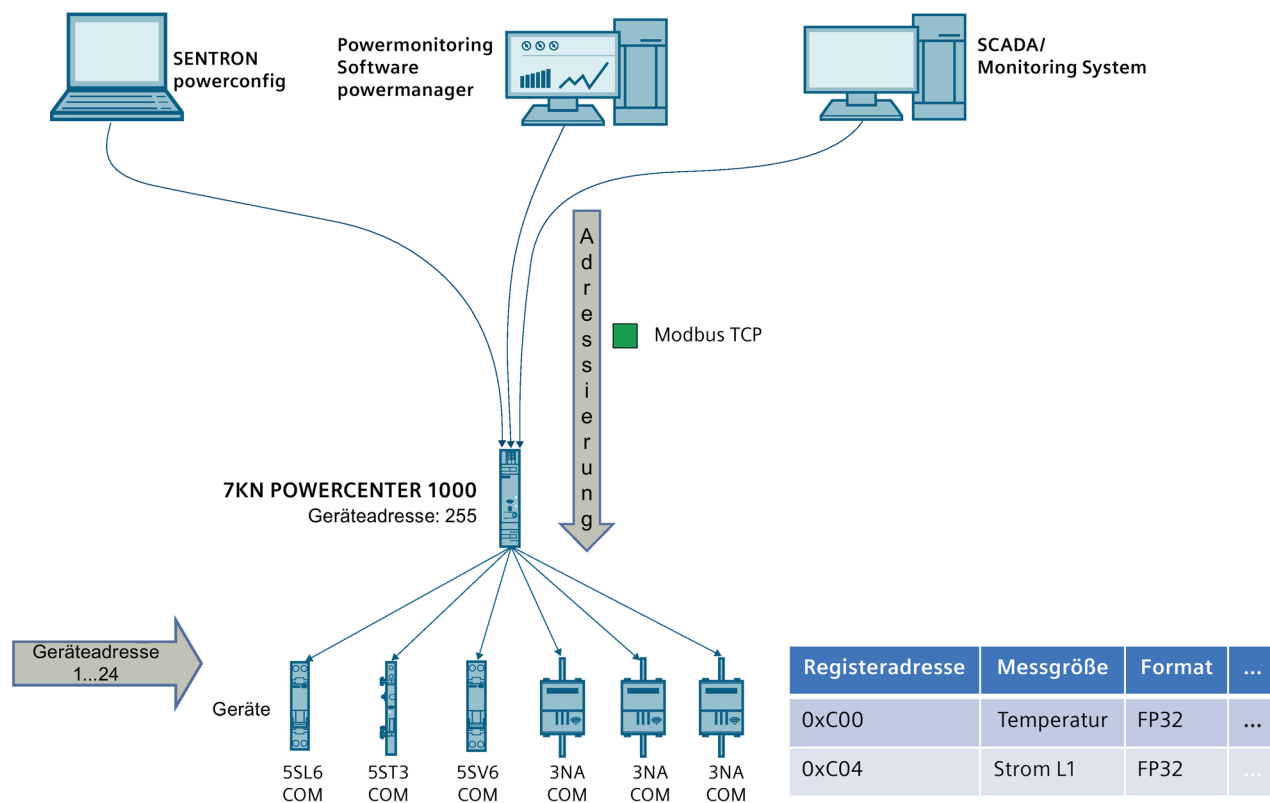 SENTRON
powerconfig
Powermonitoring
Software
powermanager
SCADA/
Monitoring System
Adressierung
Modbus TCP
7KN POWERCENTER 1000
Geräteadresse: 255
Geräteadresse
1...24
Geräte
5SL6
COM
5ST3
COM
5SV6
COM
3NA
COM
3NA
COM
3NA
COM
Registeradresse Messgröße Format ...
0xC00 Temperatur FP32 ...
0xC04 Strom L1 FP32 ...